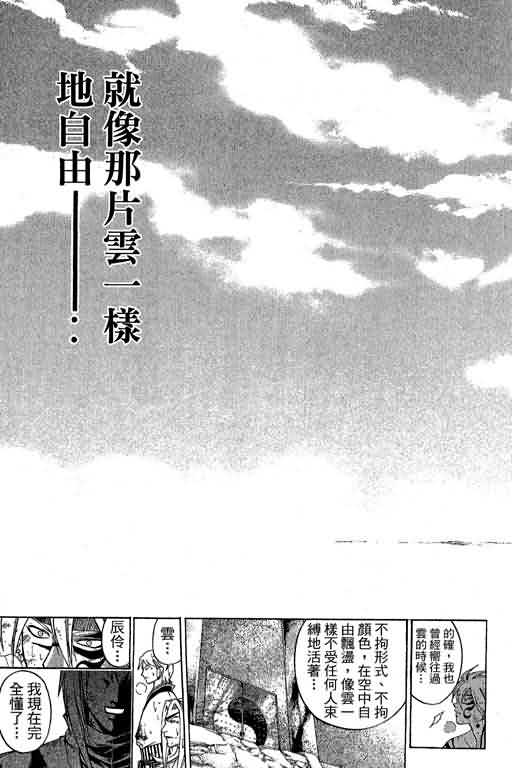 就像那片雲一樣
地自由——‥
的確，我也
曾經嚮往過
雲的時候…
不拘形式、不拘
顏色，在空中自
由飄盪，像雲一
樣不受任何人束
縛地活著…
雲…
辰伶…
我現在完
全懂了…